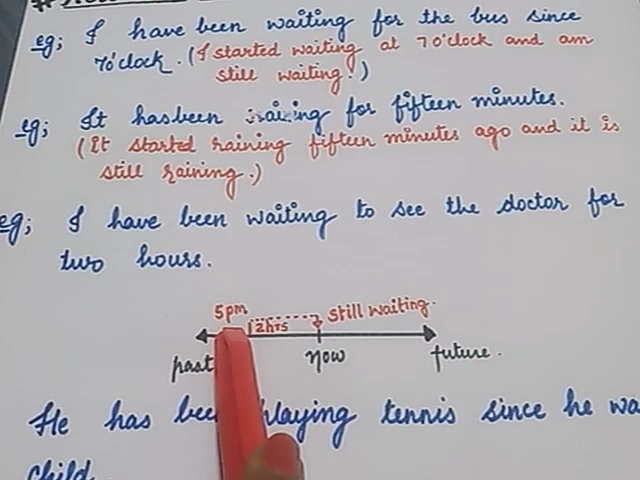 eg; I have been waiting for the bus since
7o'clock. (I started waiting at 7o'clock and am
still waiting!)
eg; It hasbeen raining for fifteen minutes.
(It started raining fifteen minutes ago and it is
still raining.)
eg; I have been waiting to see the doctor for
two hours.
5pm 2hrs still waiting.
past now future.
He has been playing tennis since he wa
child